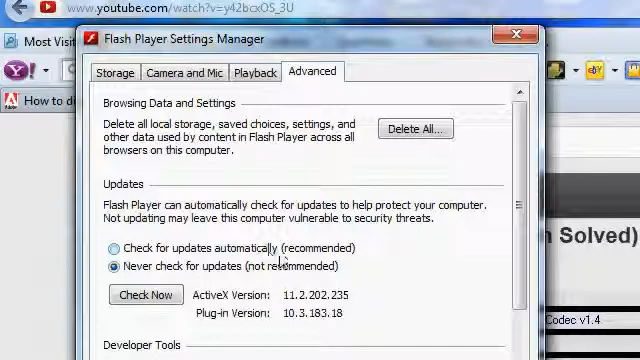 www.youtube.com/watch?v=y42bcxOS_3U
Flash Player Settings Manager
Most Visi
Storage
Camera and Mic
Playback
Advanced
How to di
Browsing Data and Settings
Delete all local storage, saved choices, settings, and
other data used by content in Flash Player across all
browsers on this computer.
Delete All...
Updates
Flash Player can automatically check for updates to help protect your computer.
Not updating may leave this computer vulnerable to security threats.
n Solved)
Check for updates automatically (recommended)
Never check for updates (not recommended)
Check Now
ActiveX Version: 11.2.202.235
Plug-in Version: 10.3.183.18
Codec v1.4
Developer Tools